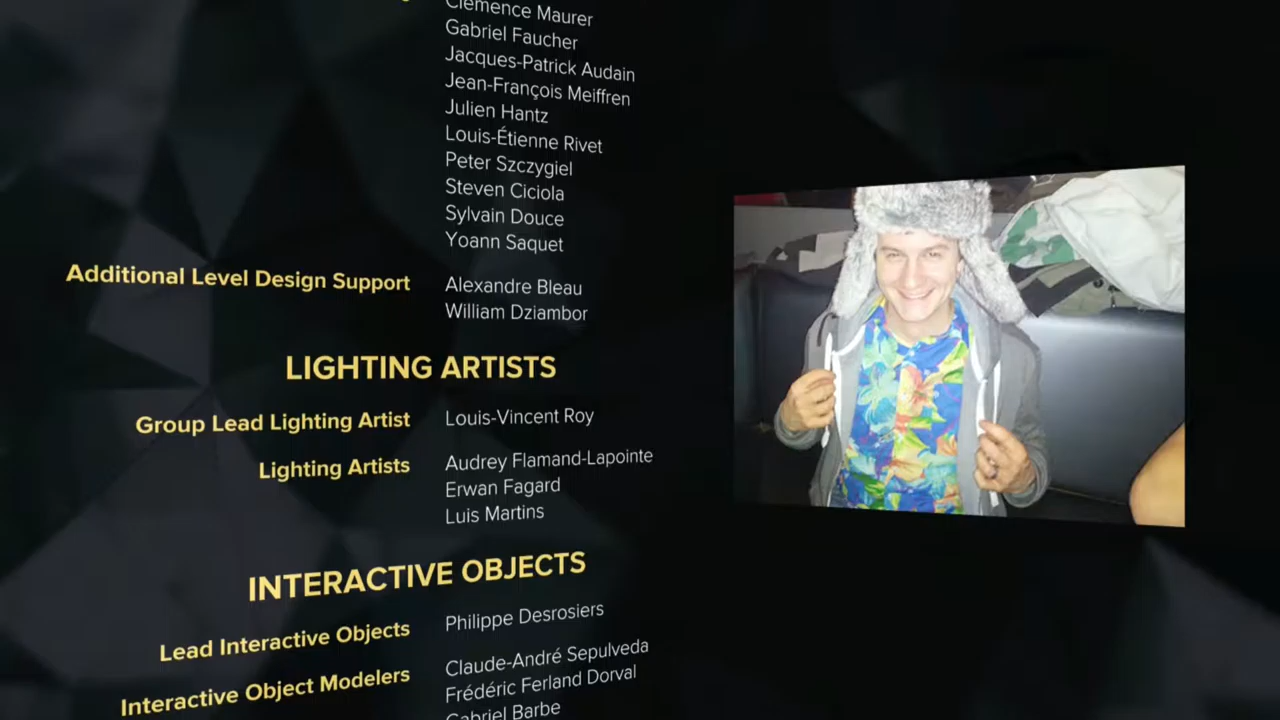 Clémence Maurer
Gabriel Faucher
Jacques-Patrick Audain
Jean-François Meiffren
Julien Hantz
Louis-Étienne Rivet
Peter Szczygiel
Steven Ciciola
Sylvain Douce
Yoann Saquet
Additional Level Design Support Alexandre Bleau
William Dziambor
LIGHTING ARTISTS
Group Lead Lighting Artist Louis-Vincent Roy
Lighting Artists Audrey Flamand-Lapointe
Erwan Fagard
Luis Martins
INTERACTIVE OBJECTS
Lead Interactive Objects Philippe Desrosiers
Interactive Object Modelers Claude-André Sepulveda
Frédéric Ferland Dorval
Gabriel Barbe